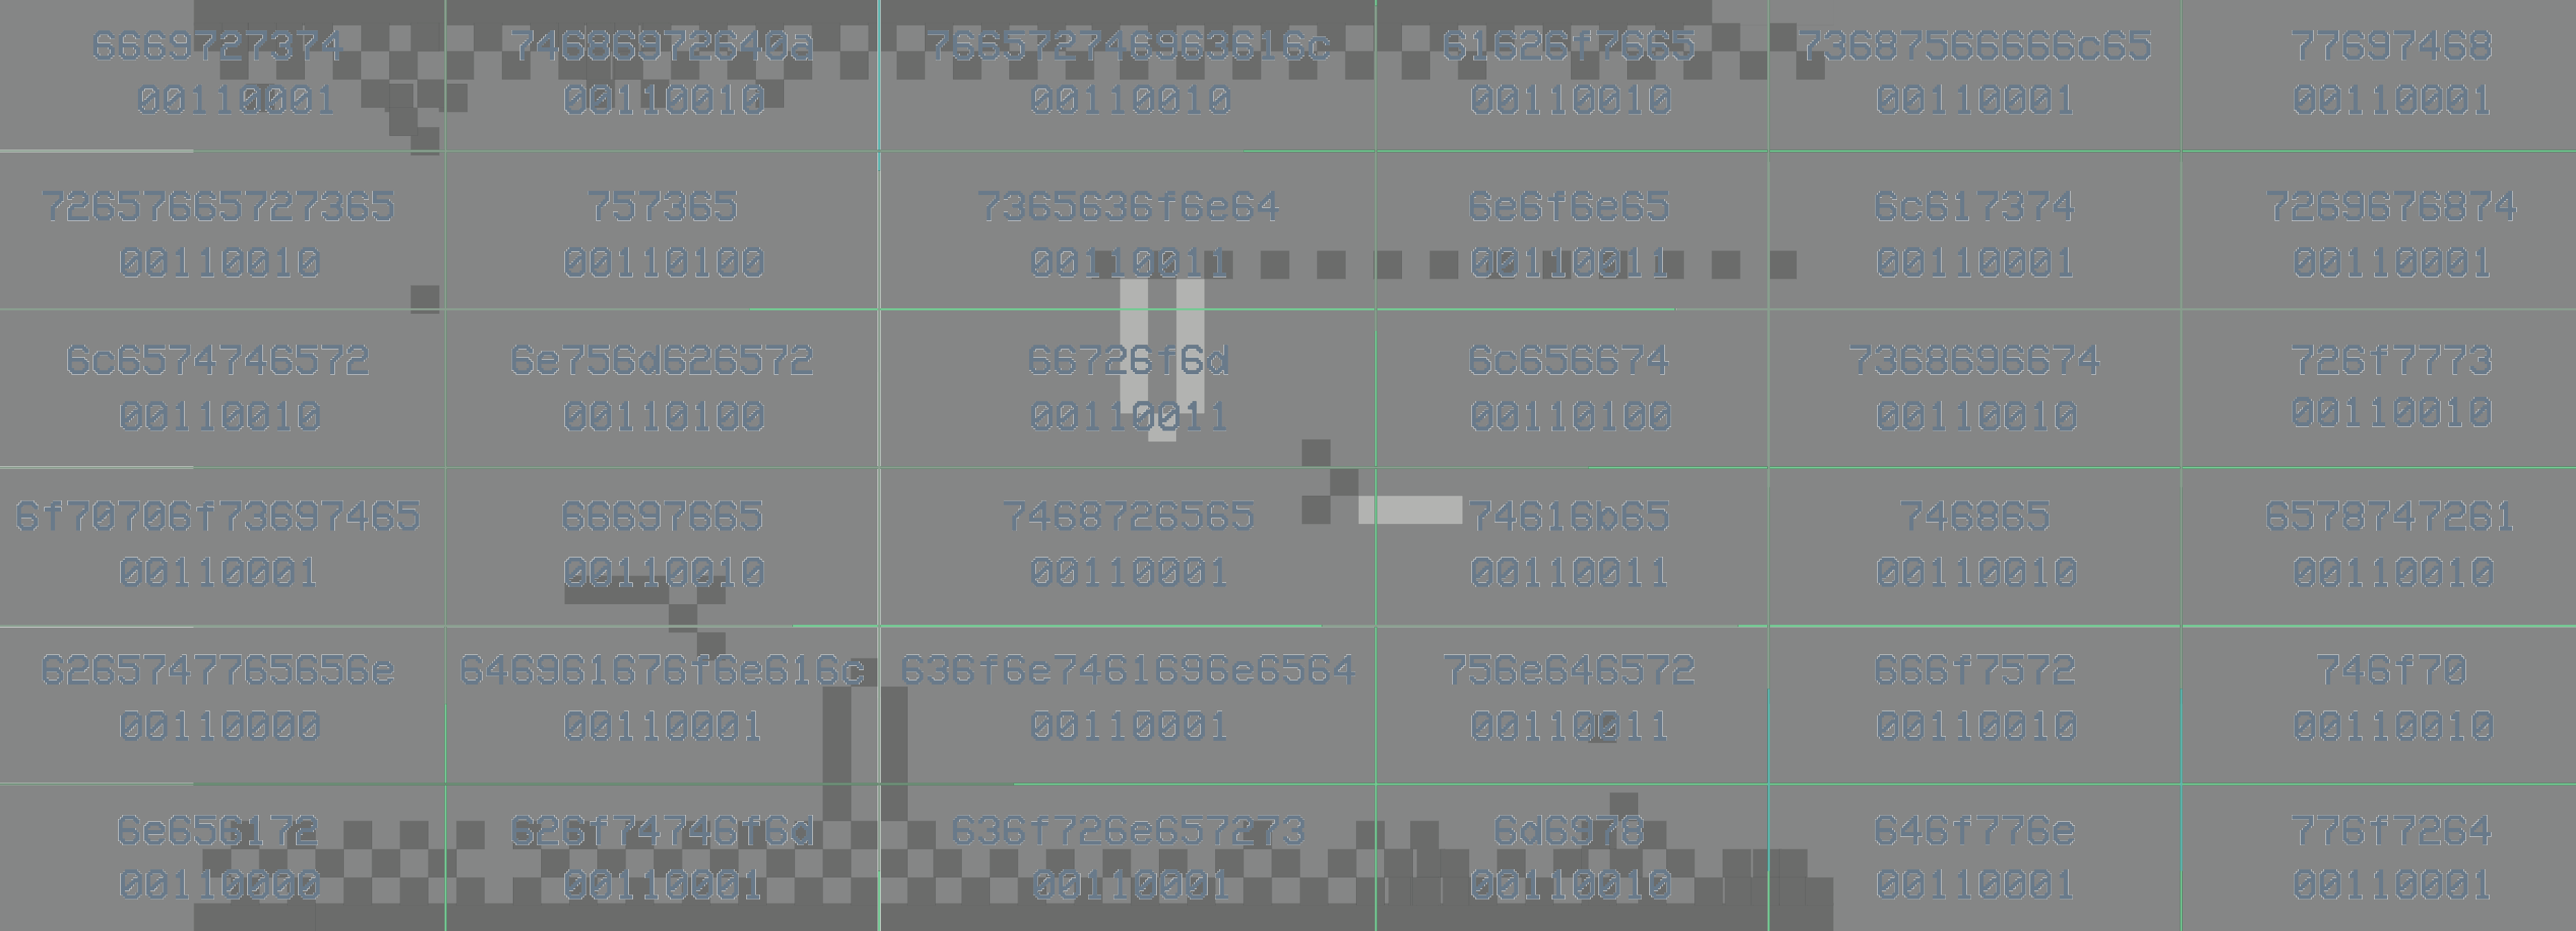 6669727374 74686972640a 766572746963616c 61626f7665 73687566666c65 77697468
00110001 00110010 00110010 00110010 00110001 00110001
72657665727365 757365 7365636f6e64 6e6f6e65 6c617374 7269676874
00110010 00110100 00110011 00110011 00110001 00110001
6c6574746572 6e756d626572 66726f6d 6c656674 7368696674 726f7773
00110010 00110100 00110011 00110100 00110010 00110010
6f70706f73697465 66697665 7468726565 74616b65 746865 6578747261
00110001 00110010 00110001 00110011 00110010 00110010
6265747765656e 646961676f6e616c 636f6e7461696e6564 756e646572 666f7572 746f70
00110000 00110001 00110001 00110011 00110010 00110010
6e656172 626f74746f6d 636f726e657273 6d6978 646f776e 776f7264
00110000 00110001 00110001 00110010 00110001 00110001